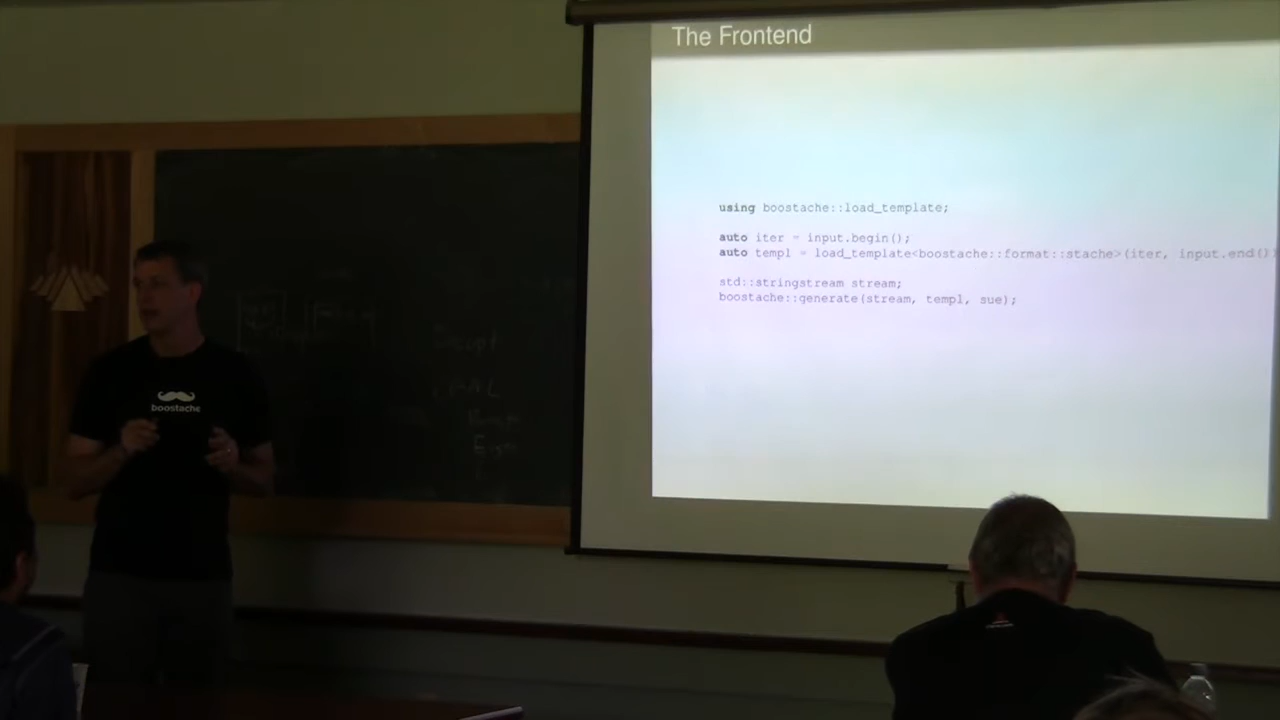 The Frontend
using boostache::load_template;
auto iter = input.begin();
auto templ = load_template<boostache::format::stache>(iter, input.end())
std::stringstream stream;
boostache::generate(stream, templ, sue);
boostache